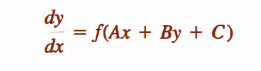 dy/dx = f(Ax + By + C)